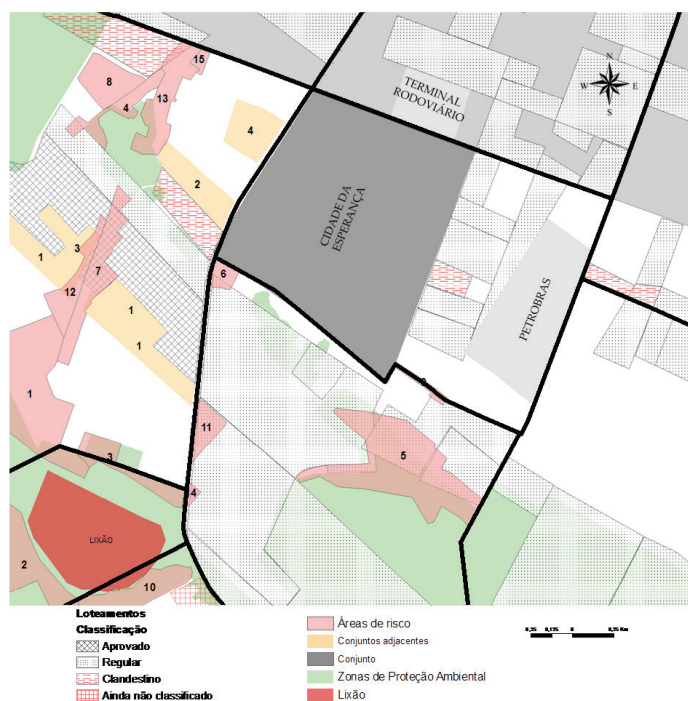 15
8
4
13
4
N
W E
S
TERMINAL
RODOVIÁRIO
2
CIDADE DA
ESPERANÇA
1
3
7
6
12
1
1
PETROBRAS
1
11
5
3
4
LIXÃO
2
10
Loteamentos
Classificação
Aprovado
Regular
Clandestino
Ainda não classificado
Áreas de risco
Conjuntos adjacentes
Conjunto
Zonas de Proteção Ambiental
Lixão